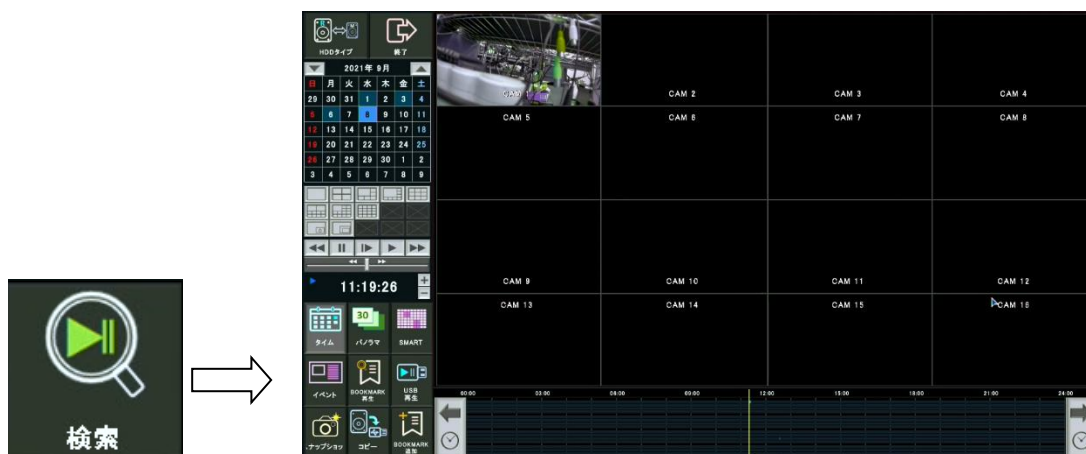 検索
HDDタイプ 終了
2021年 9月
日 月 火 水 木 金 土
29 30 31 1 2 3 4
5 6 7 8 9 10 11
12 13 14 15 16 17 18
19 20 21 22 23 24 25
26 27 28 29 30 1 2
3 4 5 6 7 8 9
11:19:26
タイム パノラマ 30 SMART
イベント BOOKMARK 再生 USB 再生
.ナップショッ コピー BOOKMARK 追加
CAM 1 CAM 2 CAM 3 CAM 4
CAM 5 CAM 6 CAM 7 CAM 8
CAM 9 CAM 10 CAM 11 CAM 12
CAM 13 CAM 14 CAM 15 CAM 16
00:00 03:00 06:00 09:00 12:00 15:00 18:00 21:00 24:00